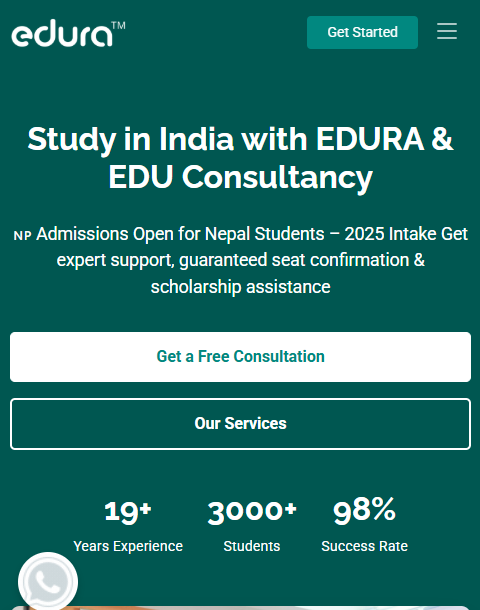 edura™
Get Started
Study in India with EDURA &
EDU Consultancy
NP Admissions Open for Nepal Students – 2025 Intake Get
expert support, guaranteed seat confirmation &
scholarship assistance
Get a Free Consultation
Our Services
19+ 3000+ 98%
Years Experience Students Success Rate